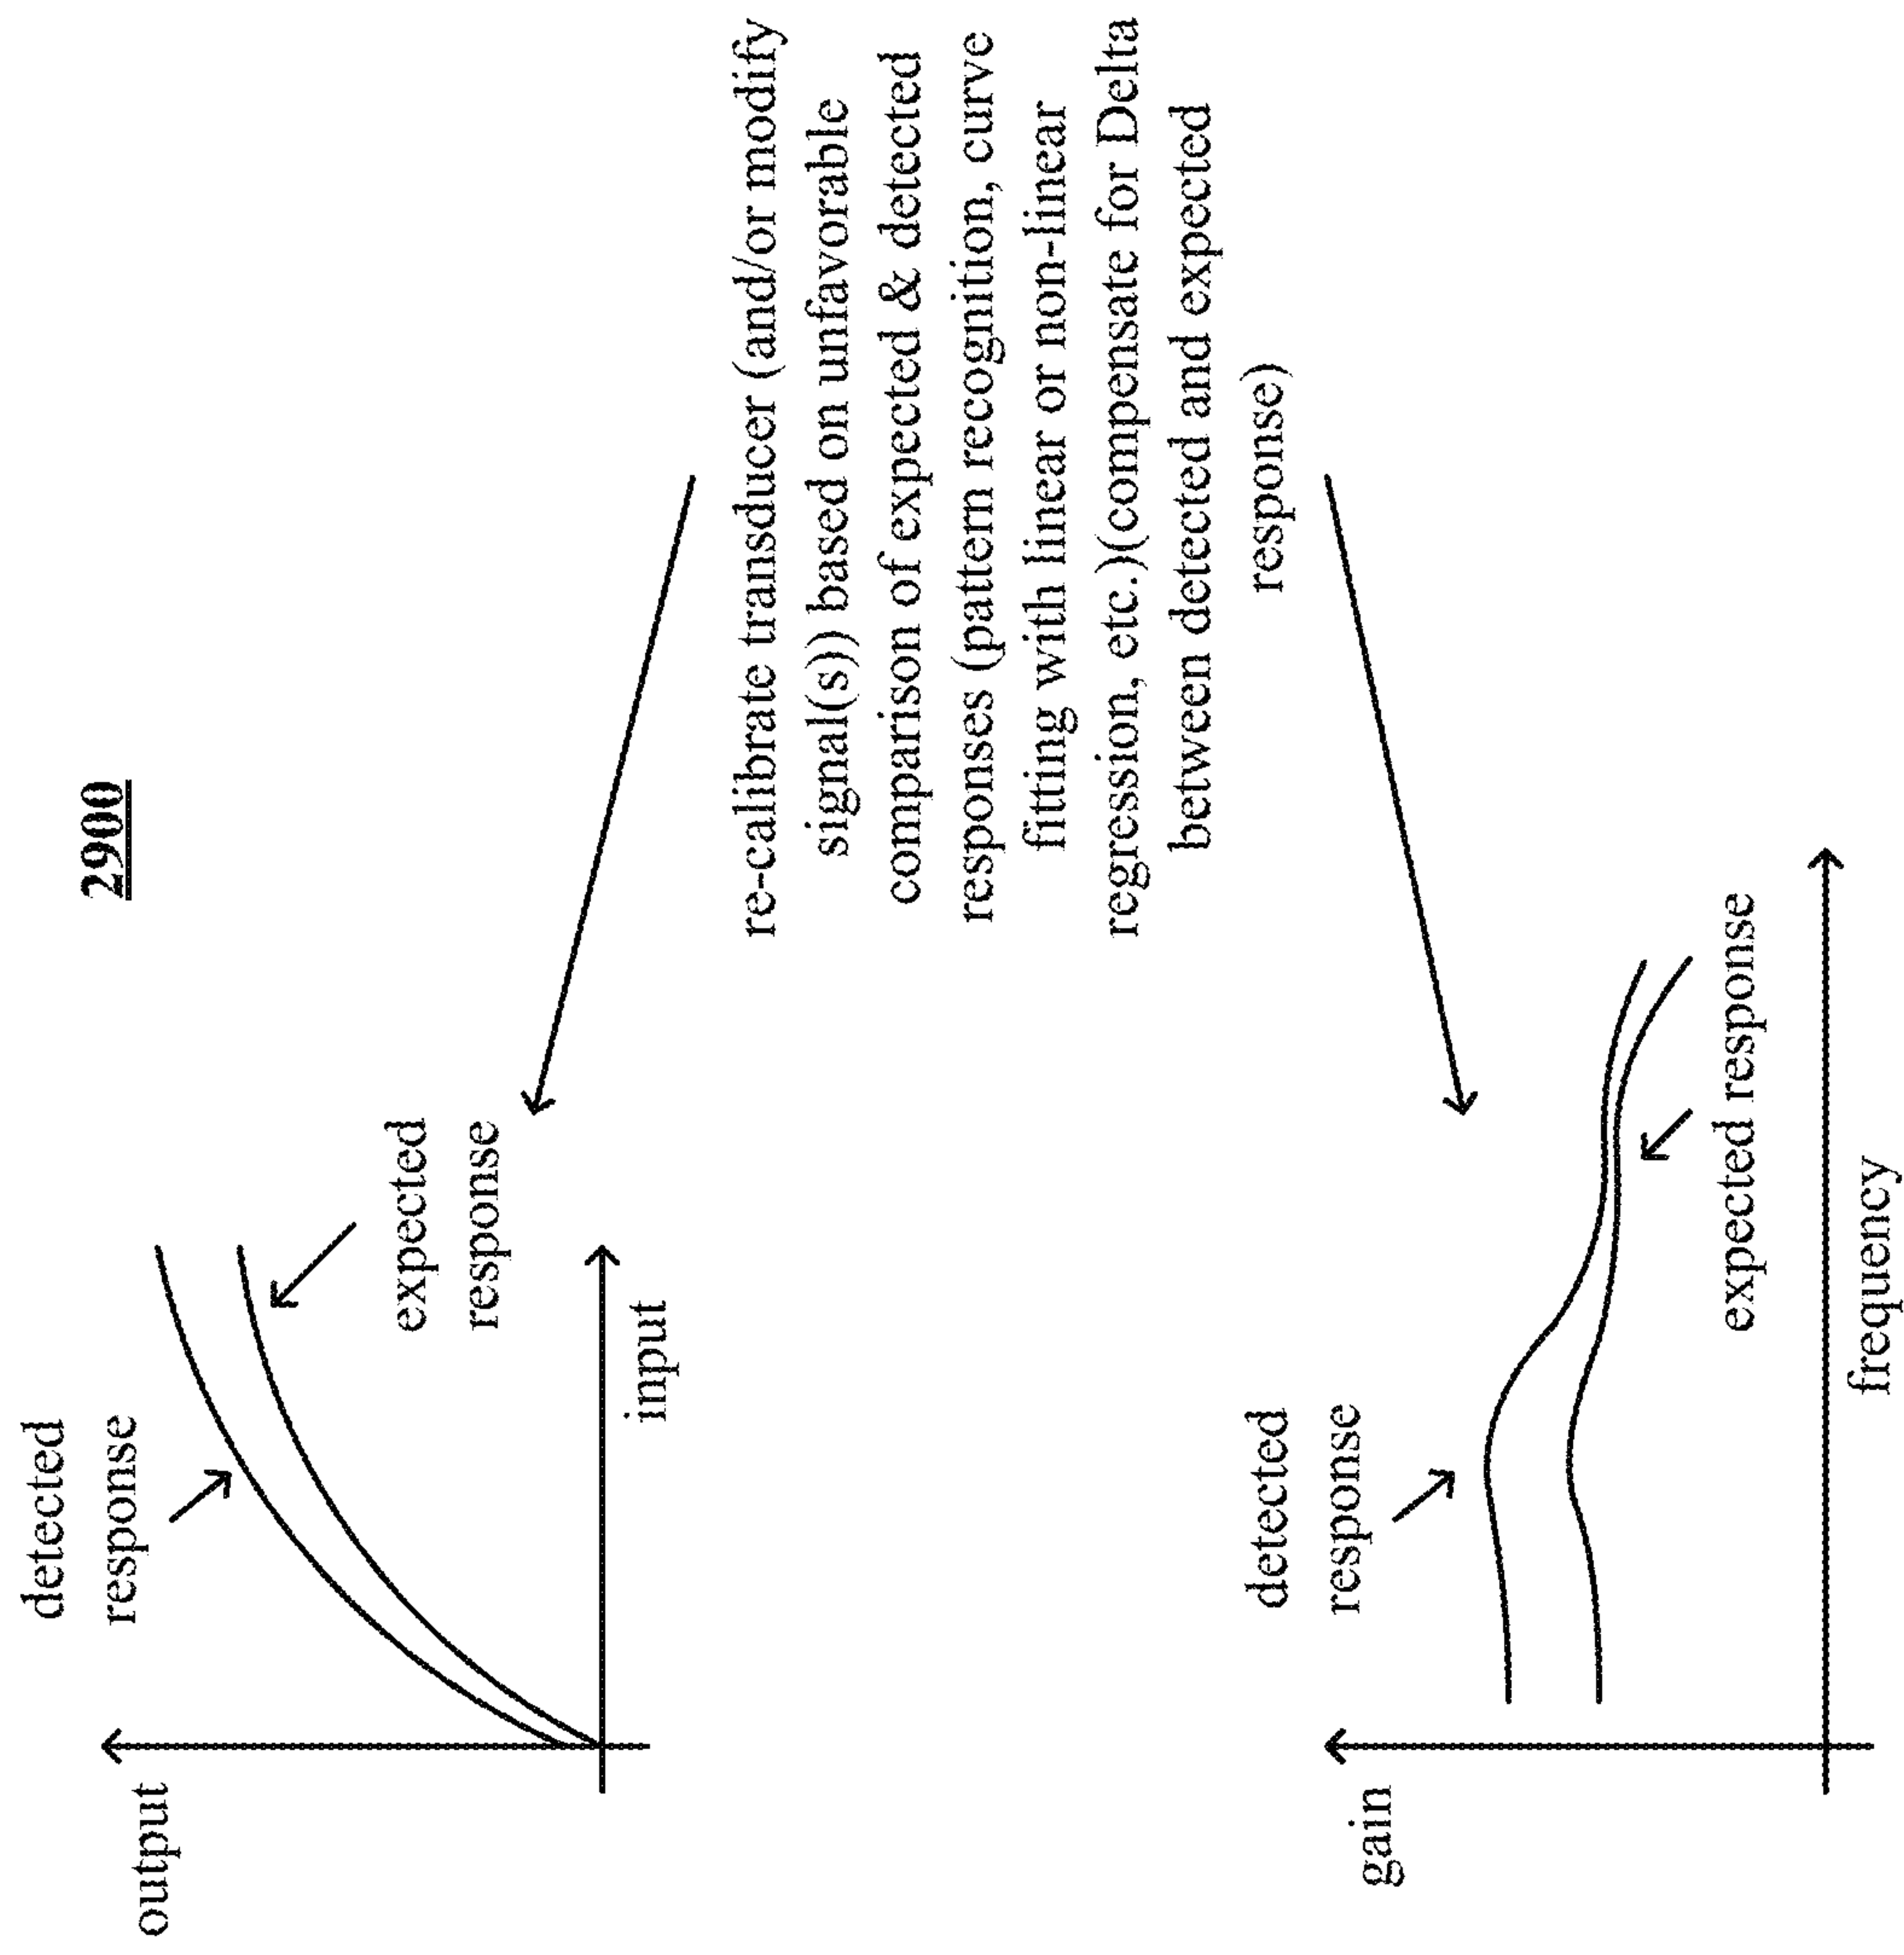 2900
output
detected
response
expected
response
input
re-calibrate transducer (and/or modify
signal(s)) based on unfavorable
comparison of expected & detected
responses (pattern recognition, curve
fitting with linear or non-linear
regression, etc.)(compensate for Delta
between detected and expected
response)
gain
detected
response
expected response
frequency